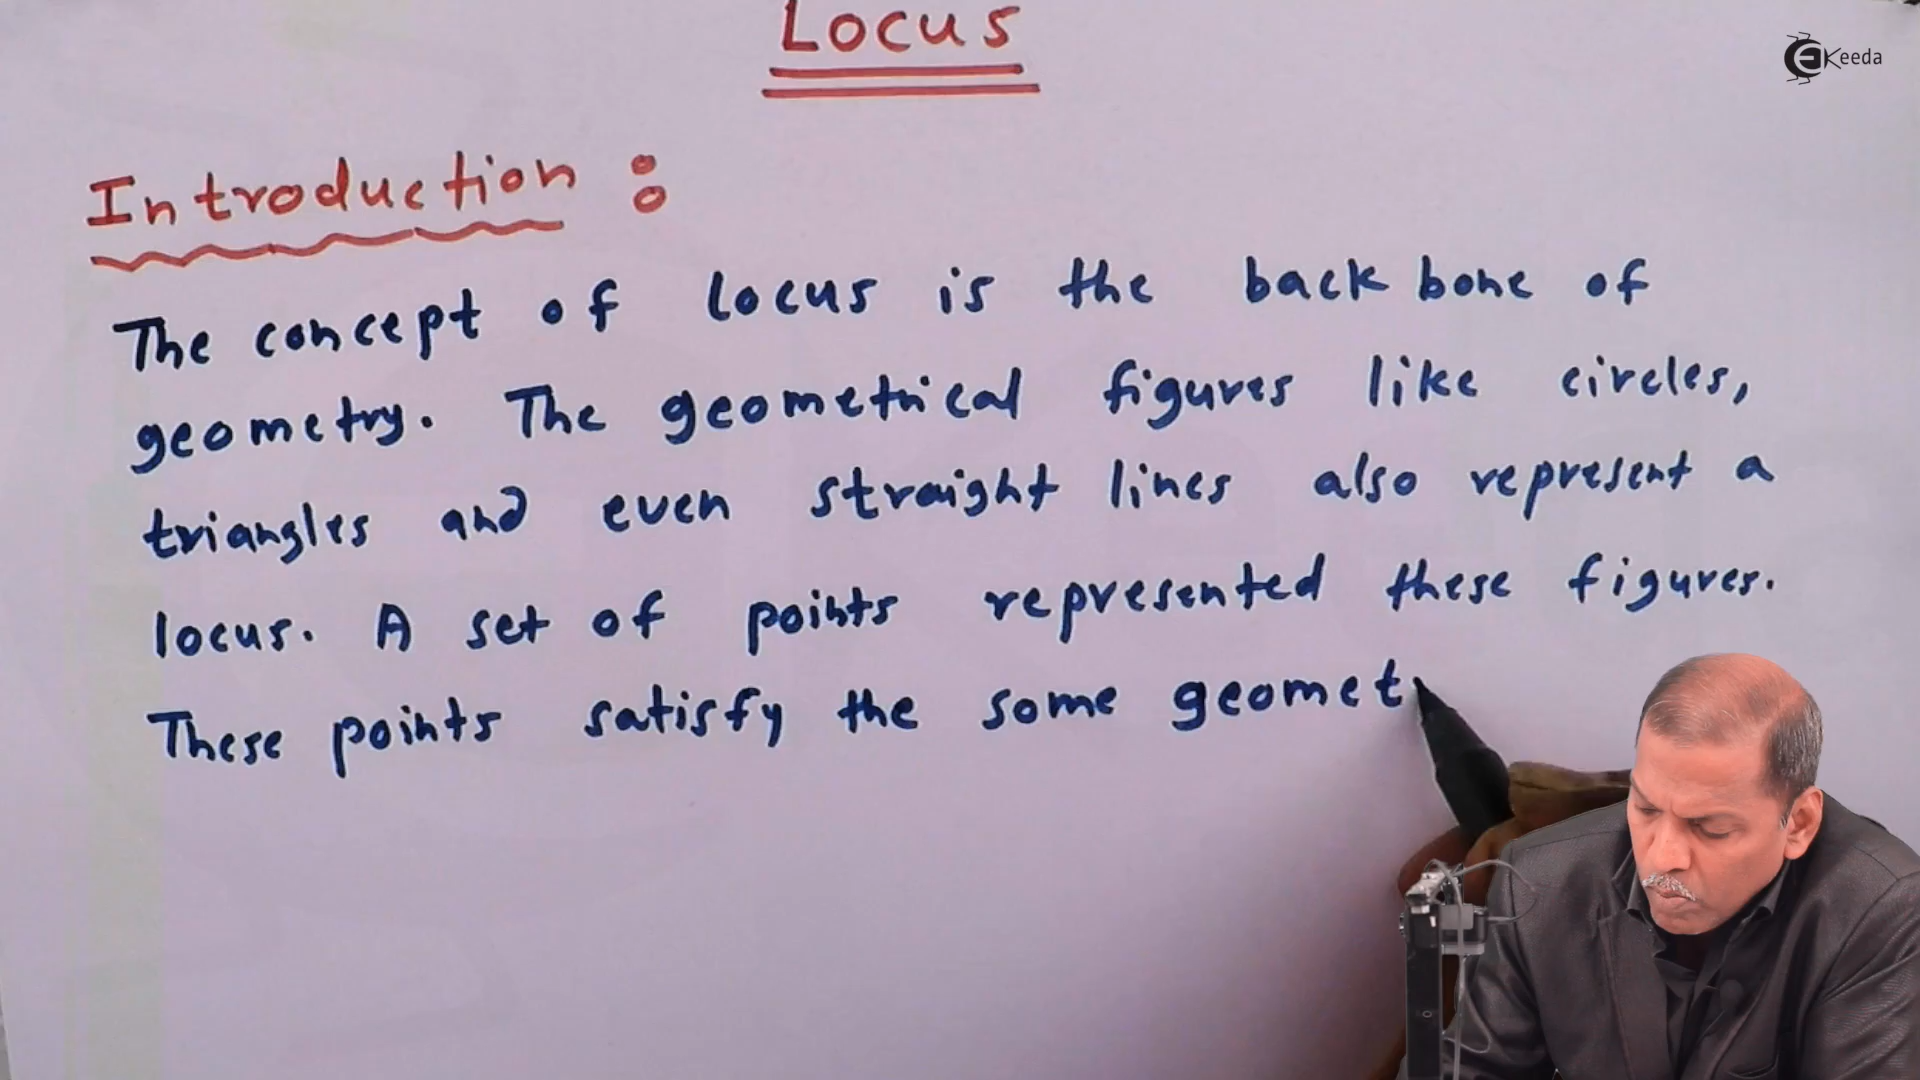 Locus
Keeda
Introduction :
The concept of locus is the back bone of
geometry. The geometrical figures like circles,
triangles and even straight lines also represent a
locus. A set of points represented these figures.
These points satisfy the some geomet